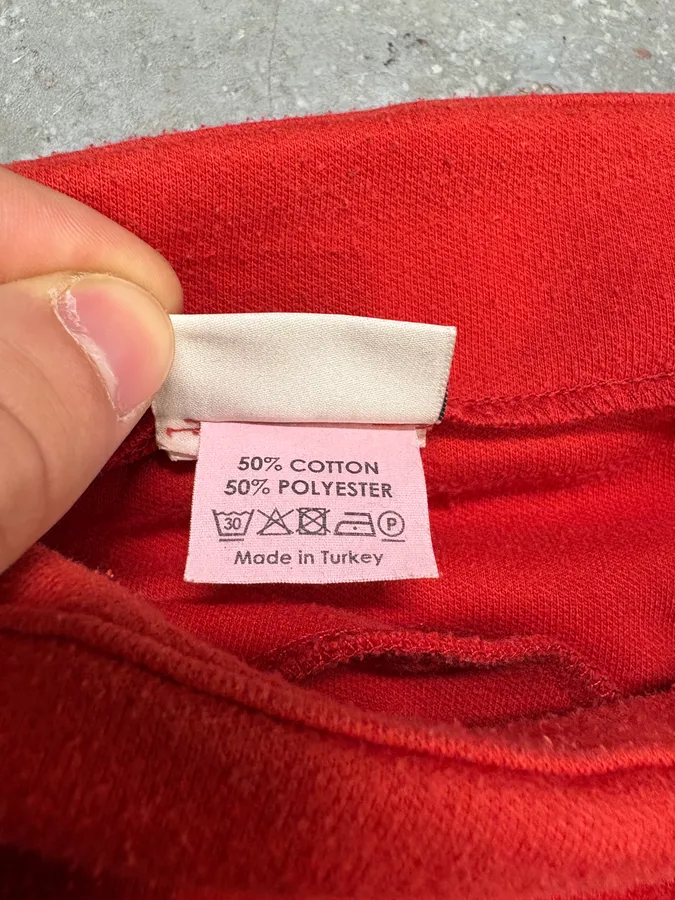 50% COTTON
50% POLYESTER
30 P
Made in Turkey